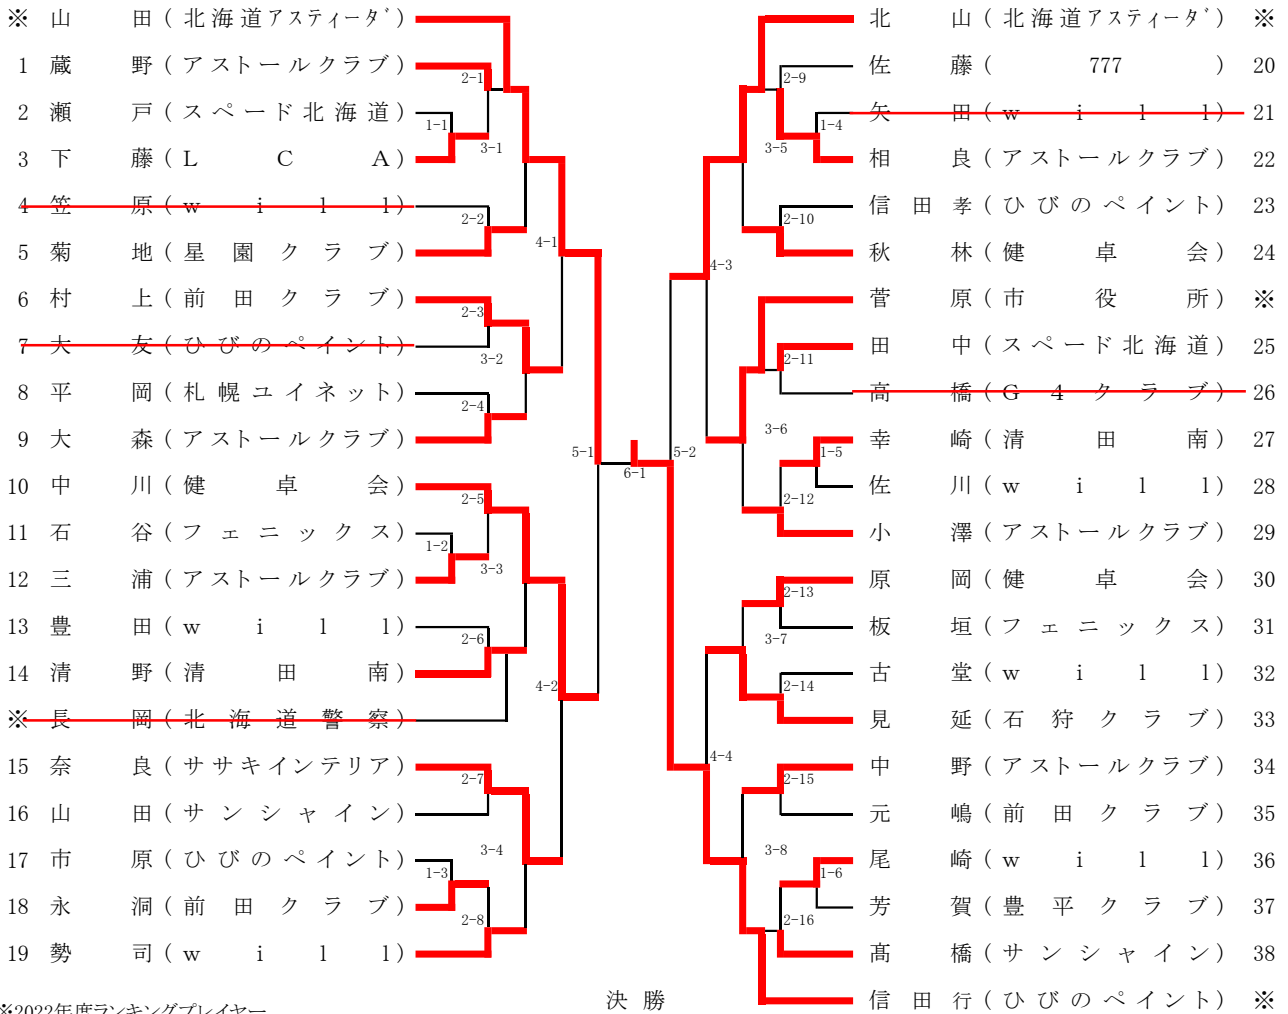 ※ 山 田 ( 北海道アスティーダ )
1 蔵 野 ( アストールクラブ )
2-1
2 瀬 戸 ( スペード北海道 )
1-1
3-1
3 下 藤 ( L C A )
4 笠 原 ( w i l l )
2-2
5 菊 地 ( 星 園 ク ラ ブ )
4-1
6 村 上 ( 前 田 ク ラ ブ )
2-3
7 大 友 ( ひびのペイント )
3-2
8 平 岡 ( 札幌ユイネット )
2-4
9 大 森 ( アストールクラブ )
5-1
10 中 川 ( 健 卓 会 )
2-5
11 石 谷 ( フェニックス )
1-2
3-3
12 三 浦 ( アストールクラブ )
13 豊 田 ( w i l l )
2-6
14 清 野 ( 清 田 南 )
4-2
※ 長 岡 ( 北 海 道 警 察 )
15 奈 良 ( ササキインテリア )
2-7
16 山 田 ( サンシャイン )
3-4
17 市 原 ( ひびのペイント )
1-3
18 永 洞 ( 前 田 ク ラ ブ )
2-8
19 勢 司 ( w i l l )
※2022年度ランキングプレイヤー
6-1
決 勝
北 山 ( 北海道アスティーダ ) ※
佐 藤 ( 777 ) 20
2-9
矢 田 ( w i l l ) 21
1-4
3-5
相 良 ( アストールクラブ ) 22
信 田 孝 ( ひびのペイント ) 23
2-10
秋 林 ( 健 卓 会 ) 24
4-3
菅 原 ( 市 役 所 ) ※
田 中 ( スペード北海道 ) 25
2-11
高 橋 ( G 4 ク ラ ブ ) 26
3-6
幸 崎 ( 清 田 南 ) 27
1-5
5-2
佐 川 ( w i l l ) 28
2-12
小 澤 ( アストールクラブ ) 29
原 岡 ( 健 卓 会 ) 30
2-13
板 垣 ( フェニックス ) 31
3-7
古 堂 ( w i l l ) 32
2-14
見 延 ( 石 狩 ク ラ ブ ) 33
4-4
中 野 ( アストールクラブ ) 34
2-15
元 嶋 ( 前 田 ク ラ ブ ) 35
3-8
尾 崎 ( w i l l ) 36
1-6
芳 賀 ( 豊 平 ク ラ ブ ) 37
2-16
髙 橋 ( サンシャイン ) 38
信 田 行 ( ひびのペイント ) ※